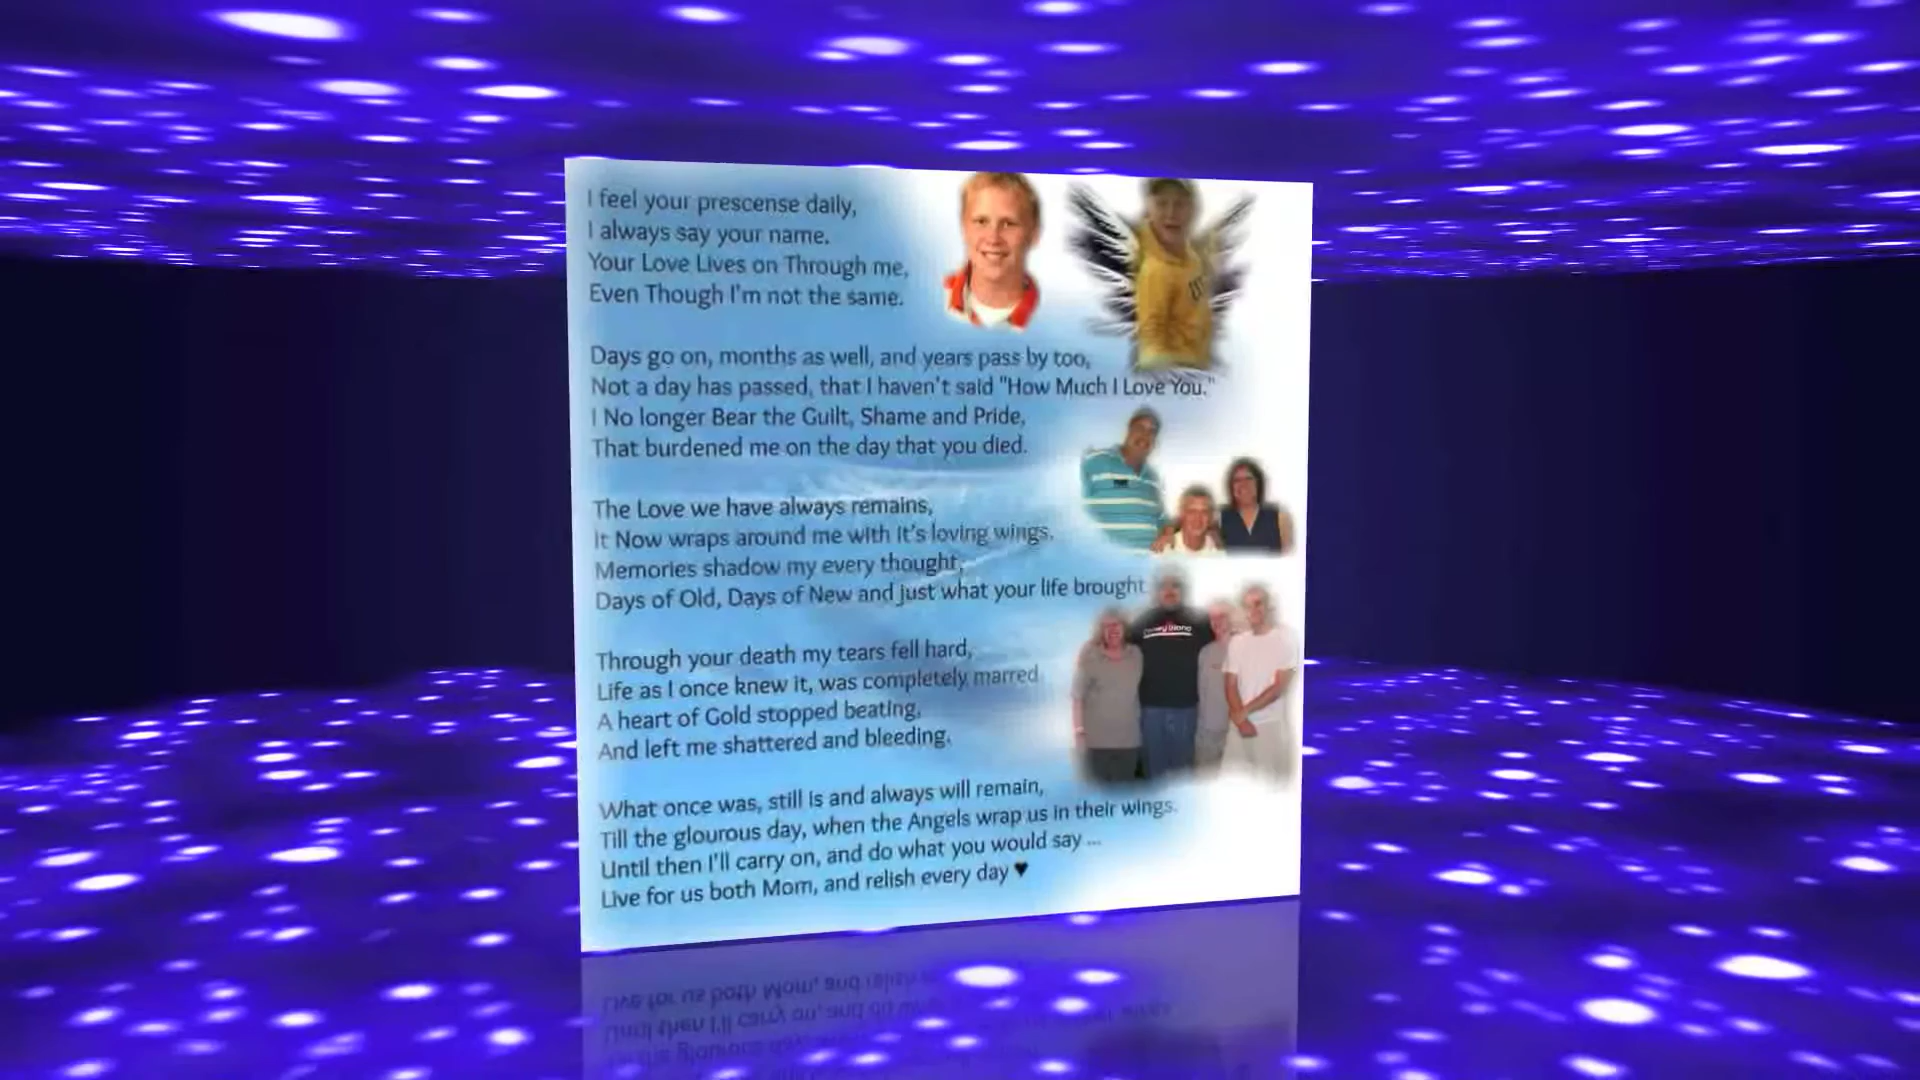 I feel your prescense daily,
I always say your name.
Your Love Lives on Through me,
Even Though I'm not the same.
Days go on, months as well, and years pass by too,
Not a day has passed, that I haven't said "How Much I Love You."
I No longer Bear the Guilt, Shame and Pride,
That burdened me on the day that you died.
The Love we have always remains,
It Now wraps around me with it's loving wings.
Memories shadow my every thought,
Days of Old, Days of New and just what your life brought
Through your death my tears fell hard,
Life as I once knew it, was completely marred
A heart of Gold stopped beating,
And left me shattered and bleeding.
What once was, still is and always will remain,
Till the glourous day, when the Angels wrap us in their wings.
Until then I'll carry on, and do what you would say ...
Live for us both Mom, and relish every day ♥